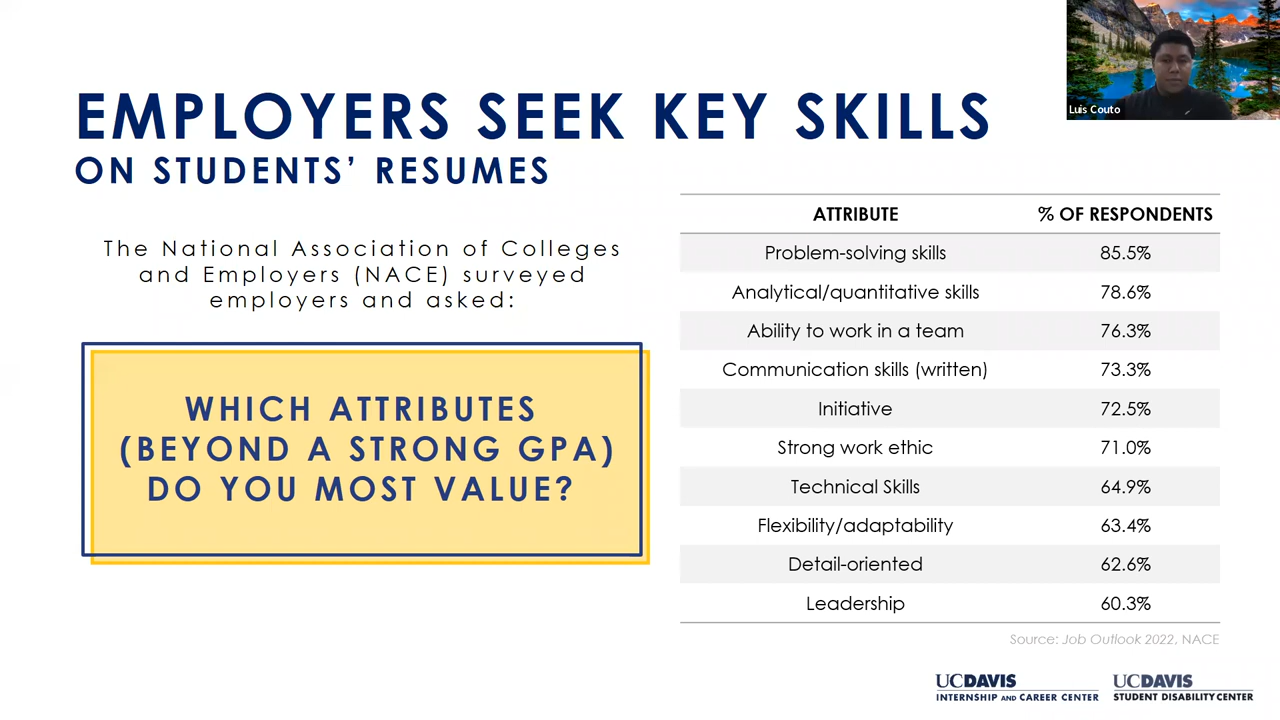 Luis Couto
EMPLOYERS SEEK KEY SKILLS
ON STUDENTS’ RESUMES
The National Association of Colleges
and Employers (NACE) surveyed
employers and asked:
WHICH ATTRIBUTES
(BEYOND A STRONG GPA)
DO YOU MOST VALUE?
ATTRIBUTE % OF RESPONDENTS
Problem-solving skills 85.5%
Analytical/quantitative skills 78.6%
Ability to work in a team 76.3%
Communication skills (written) 73.3%
Initiative 72.5%
Strong work ethic 71.0%
Technical Skills 64.9%
Flexibility/adaptability 63.4%
Detail-oriented 62.6%
Leadership 60.3%
Source: Job Outlook 2022, NACE
UCDAVIS
INTERNSHIP AND CAREER CENTER
UCDAVIS
STUDENT DISABILITY CENTER